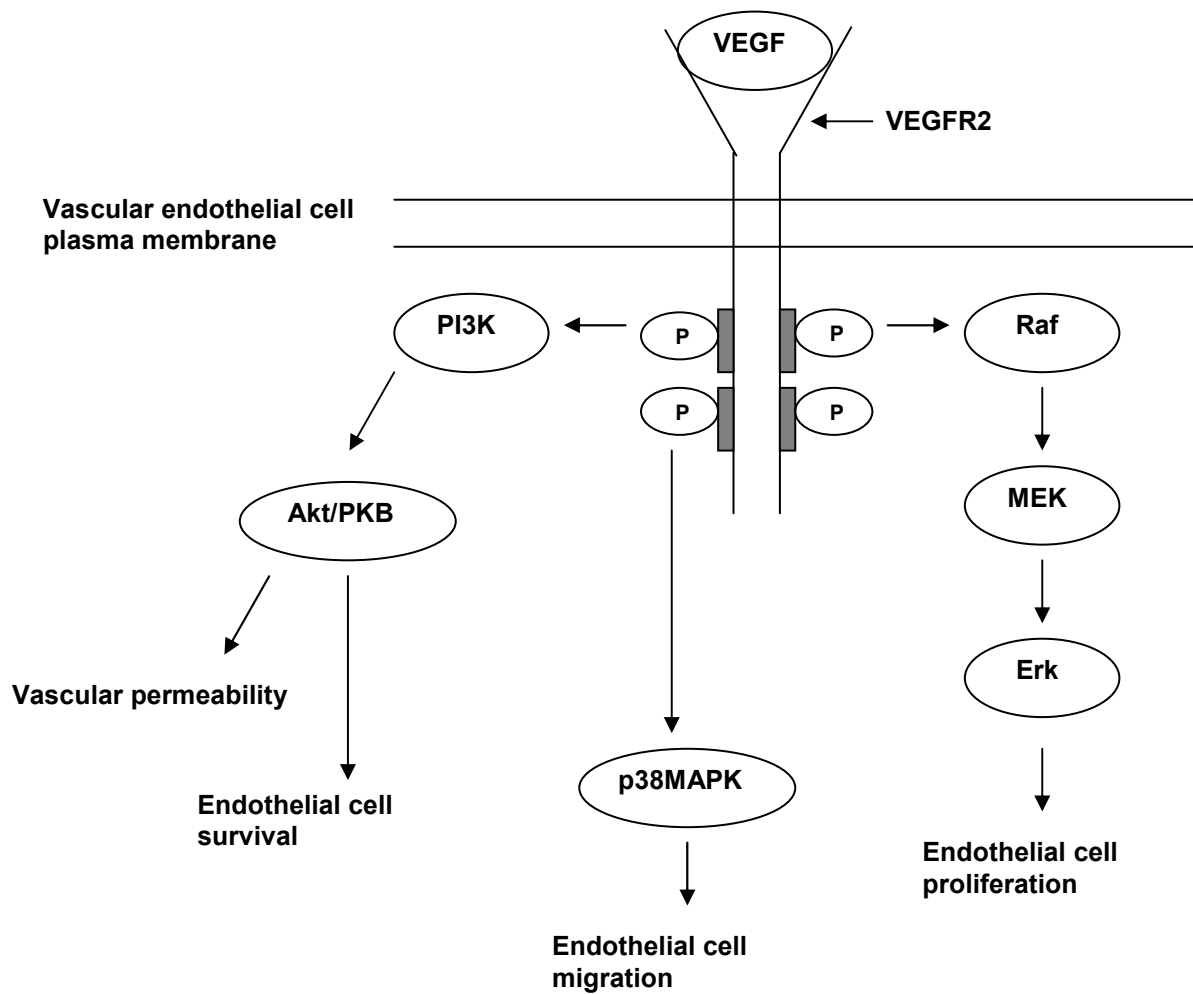 VEGF
VEGFR2
Vascular endothelial cell
plasma membrane
PI3K
P
P
Raf
P
P
Akt/PKB
MEK
Erk
Vascular permeability
p38MAPK
Endothelial cell
survival
Endothelial cell
proliferation
Endothelial cell
migration